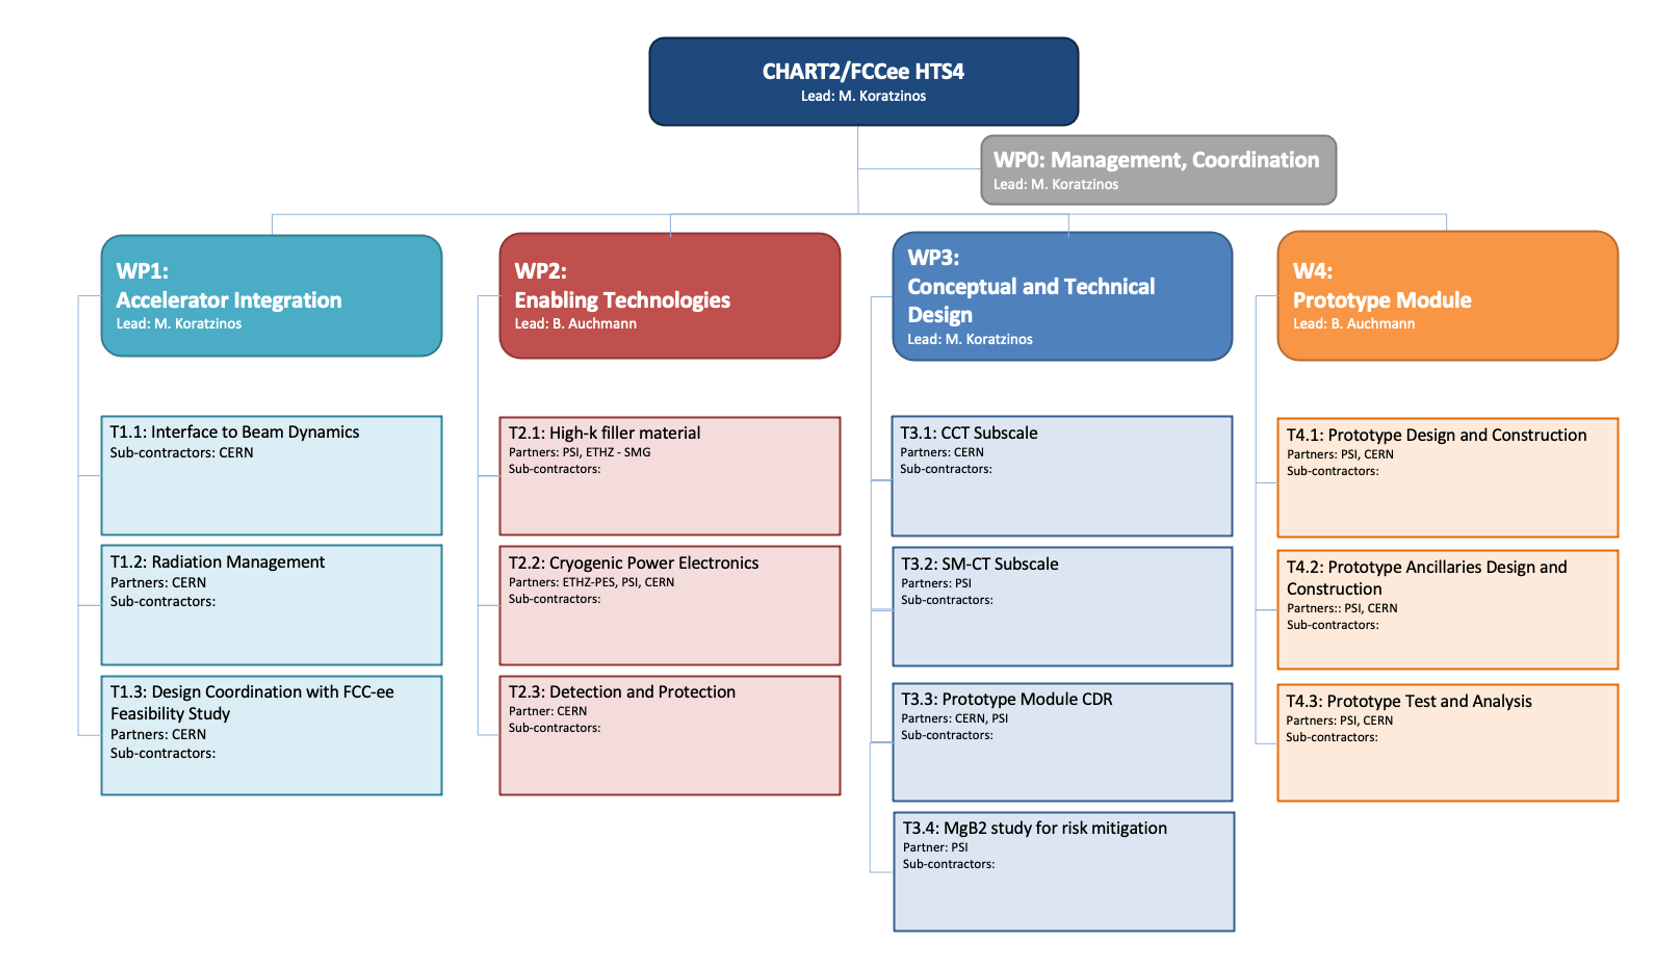 CHART2/FCCee HTS4
Lead: M. Koratzinos
WP0: Management, Coordination
Lead: M. Koratzinos
WP1:
Accelerator Integration
Lead: M. Koratzinos
T1.1: Interface to Beam Dynamics
Sub-contractors: CERN
T1.2: Radiation Management
Partners: CERN
Sub-contractors:
T1.3: Design Coordination with FCC-ee
Feasibility Study
Partners: CERN
Sub-contractors:
WP2:
Enabling Technologies
Lead: B. Auchmann
T2.1: High-k filler material
Partners: PSI, ETHZ - SMG
Sub-contractors:
T2.2: Cryogenic Power Electronics
Partners: ETHZ-PES, PSI, CERN
Sub-contractors:
T2.3: Detection and Protection
Partner: CERN
Sub-contractors:
WP3:
Conceptual and Technical
Design
Lead: M. Koratzinos
T3.1: CCT Subscale
Partners: CERN
Sub-contractors:
T3.2: SM-CT Subscale
Partners: PSI
Sub-contractors:
T3.3: Prototype Module CDR
Partners: CERN, PSI
Sub-contractors:
T3.4: MgB2 study for risk mitigation
Partner: PSI
Sub-contractors:
W4:
Prototype Module
Lead: B. Auchmann
T4.1: Prototype Design and Construction
Partners: PSI, CERN
Sub-contractors:
T4.2: Prototype Ancillaries Design and
Construction
Partners:: PSI, CERN
Sub-contractors:
T4.3: Prototype Test and Analysis
Partners: PSI, CERN
Sub-contractors: